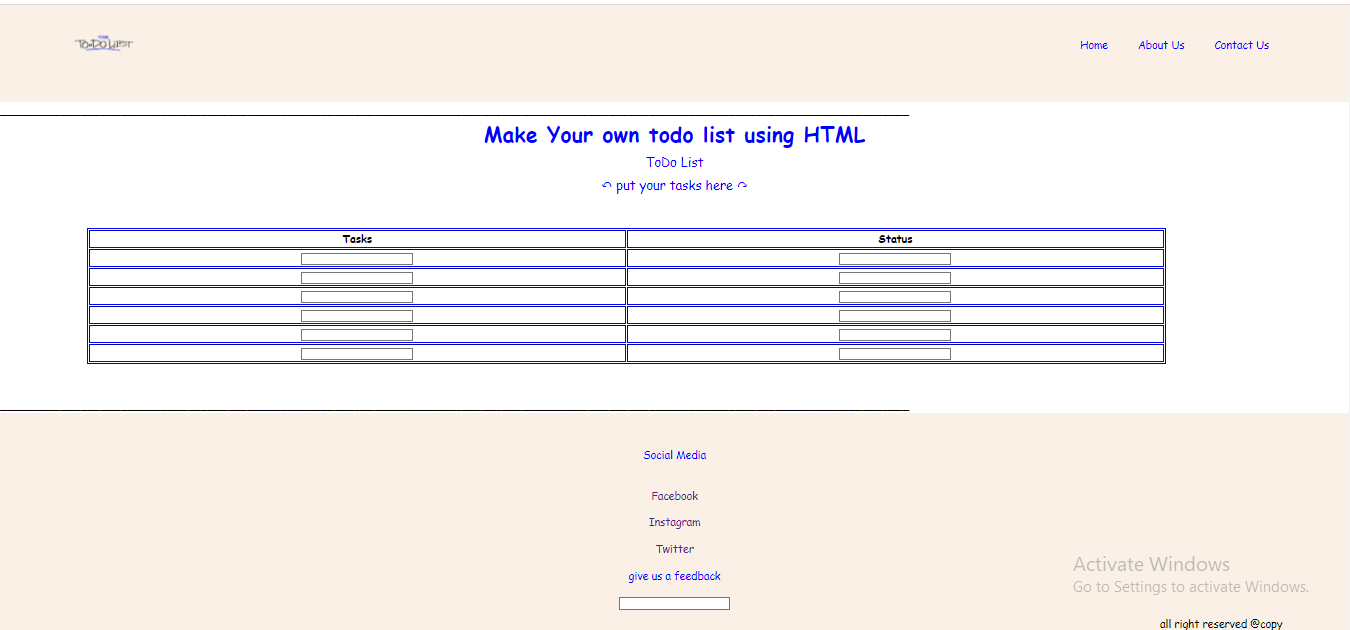 ToDo LIST
Home About Us Contact Us
Make Your own todo list using HTML
ToDo List
↶ put your tasks here ↷
Tasks Status
Social Media
Facebook
Instagram
Twitter
give us a feedback
Activate Windows
Go to Settings to activate Windows.
all right reserved @copy